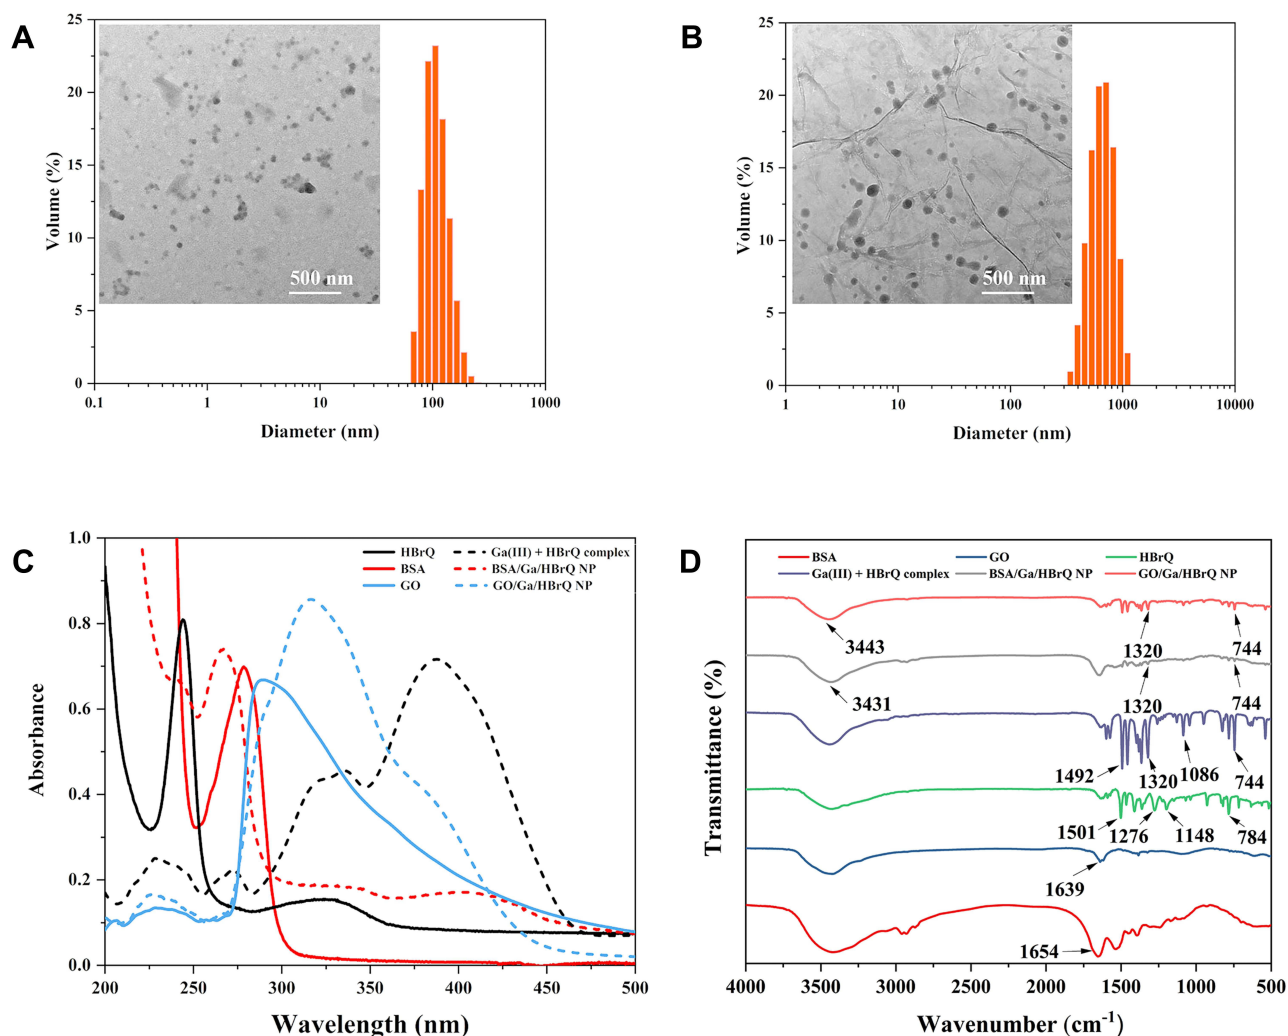 A
25
20
15
10
5
0
Volume (%)
500 nm
0.1 1 10 100 1000
Diameter (nm)
B
25
20
15
10
5
0
Volume (%)
500 nm
1 10 100 1000 10000
Diameter (nm)
C
1.0
0.8
0.6
0.4
0.2
0.0
Absorbance
HBrQ Ga(III) + HBrQ complex
BSA BSA/Ga/HBrQ NP
GO GO/Ga/HBrQ NP
200 250 300 350 400 450 500
Wavelength (nm)
D
Transmittance (%)
BSA GO HBrQ
Ga(III) + HBrQ complex BSA/Ga/HBrQ NP GO/Ga/HBrQ NP
3443 1320 744
3431 1320 744
1492 1320 1086 744
1501 1276 1148 784
1639
1654
4000 3500 3000 2500 2000 1500 1000 500
Wavenumber (cm-1)